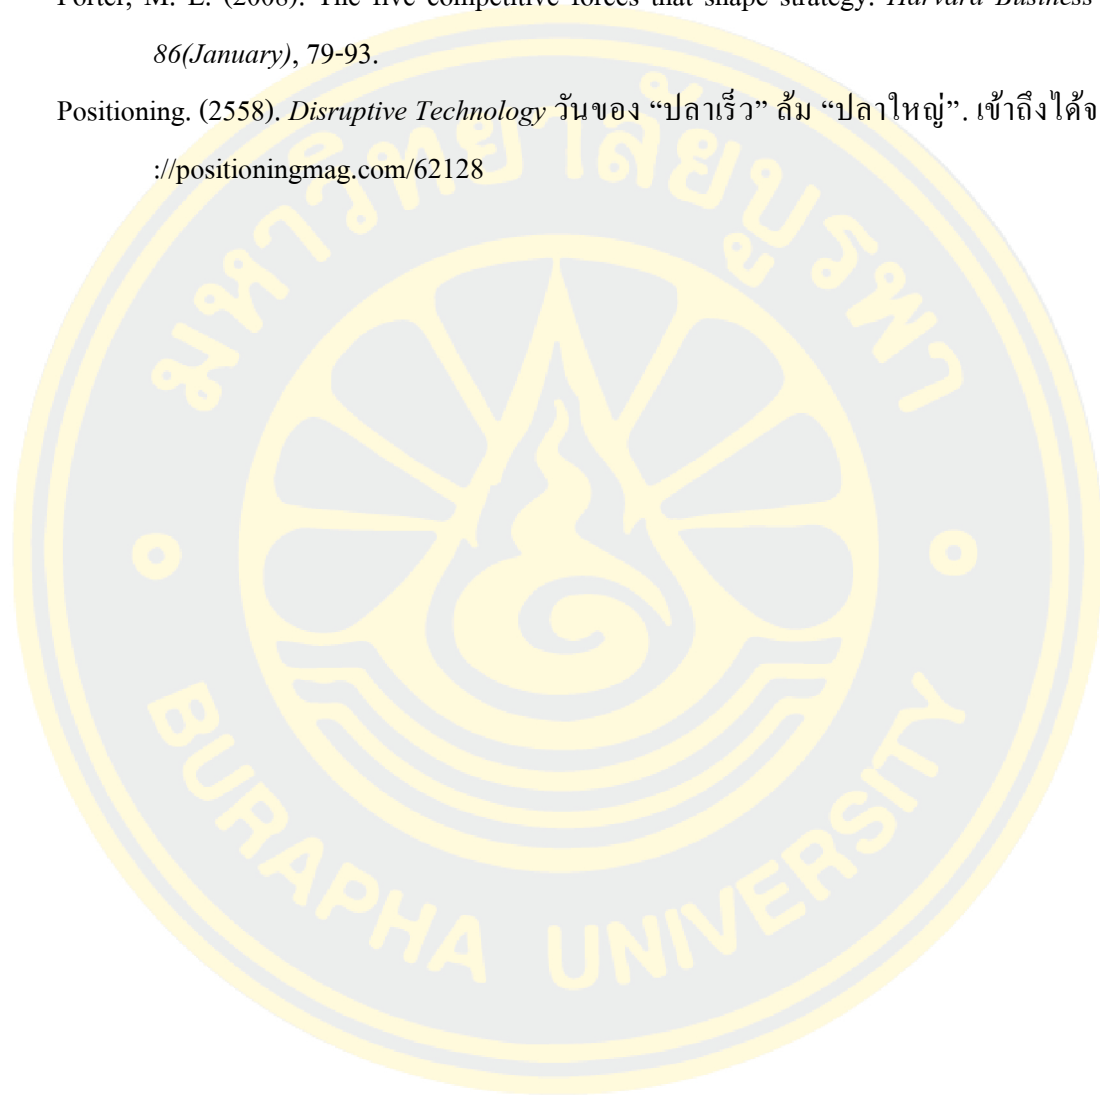 Porter, M. E. (2008). The five competitive forces that shape strategy. Harvard Business
86(January), 79-93.
Positioning. (2558). Disruptive Technology วันของ “ปลาเร็ว” ล้ม “ปลาใหญ่”. เข้าถึงได้จ
://positioningmag.com/62128
มหาวิทยาลัยบูรพา
BURAPHA UNIVERSITY